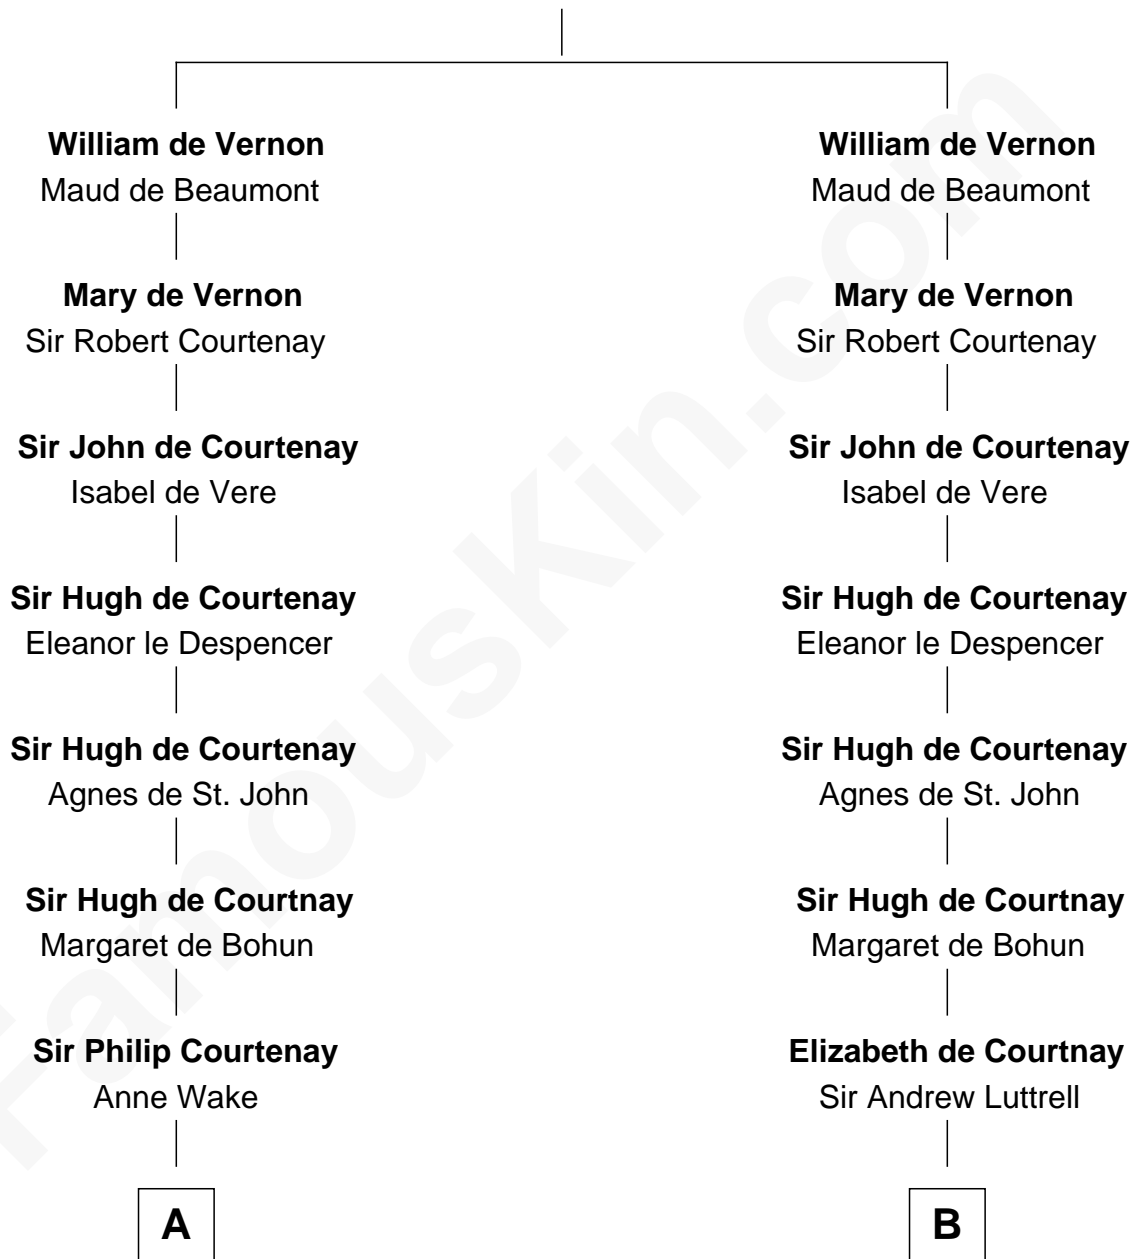 William de Vernon
Maud de Beaumont
Mary de Vernon
Sir Robert Courtenay
Sir John de Courtenay
Isabel de Vere
Sir Hugh de Courtenay
Eleanor le Despencer
Sir Hugh de Courtenay
Agnes de St. John
Sir Hugh de Courtnay
Margaret de Bohun
Sir Philip Courtenay
Anne Wake
A
William de Vernon
Maud de Beaumont
Mary de Vernon
Sir Robert Courtenay
Sir John de Courtenay
Isabel de Vere
Sir Hugh de Courtenay
Eleanor le Despencer
Sir Hugh de Courtenay
Agnes de St. John
Sir Hugh de Courtnay
Margaret de Bohun
Elizabeth de Courtnay
Sir Andrew Luttrell
B
FamousKin.com